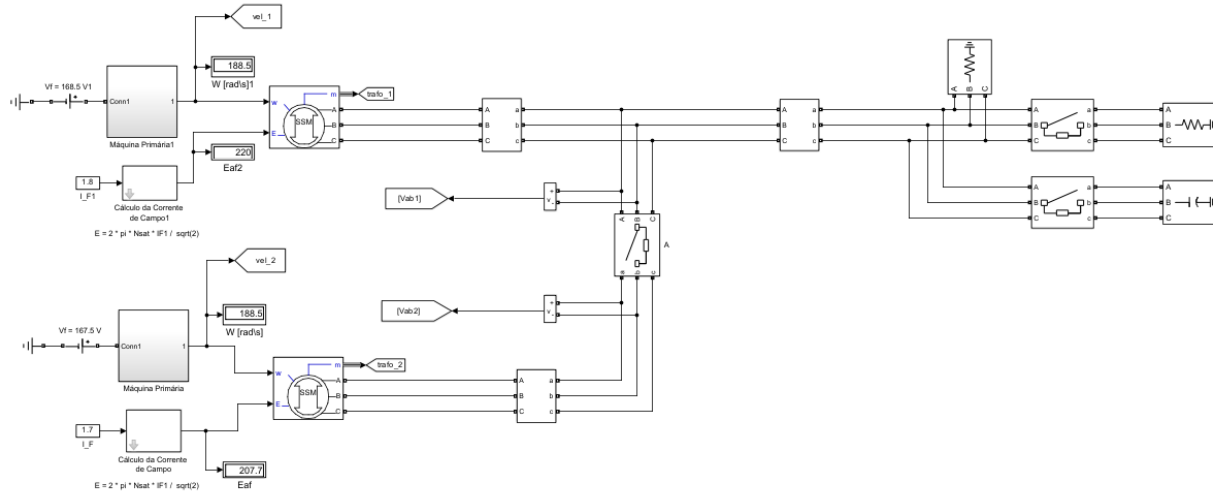 vel_1
188.5
W [rad\s]1
Vf = 168.5 V1
Conn1
1
Máquina Primária1
w
E
SSM
m
A
B
C
trafo_1
220
Eaf2
1.8
I_F1
Cálculo da Corrente
de Campo1
E = 2 * pi * Nsat * IF1 / sqrt(2)
A
B
C
a
b
c
A
B
C
a
b
c
A
B
C
A
B
C
a
b
c
A
B
C
A
B
C
a
b
c
A
B
C
[Vab1]
+
v
-
A
B
C
a
b
c
A
[Vab2]
+
v
-
vel_2
188.5
W [rad\s]
Vf = 167.5 V
Conn1
1
Máquina Primária
w
E
SSM
m
A
B
C
trafo_2
A
B
C
a
b
c
1.7
I_F
Cálculo da Corrente
de Campo
207.7
Eaf
E = 2 * pi * Nsat * IF1 / sqrt(2)